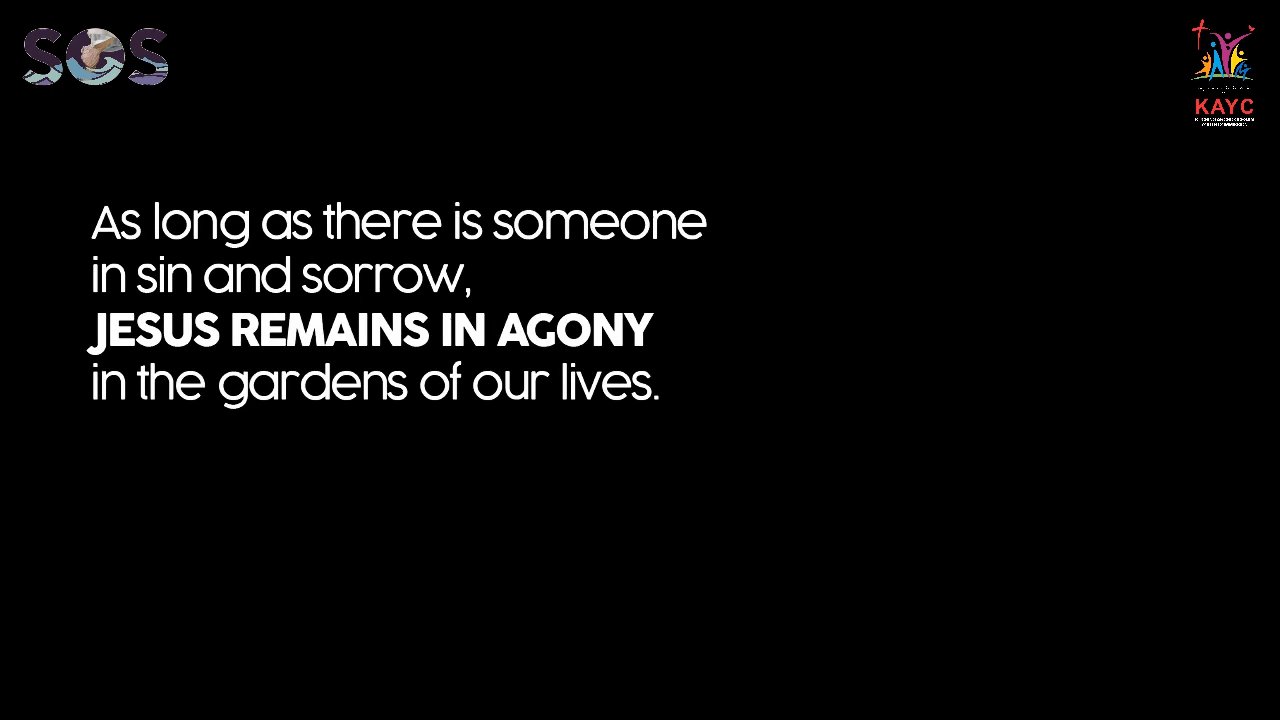 SOS
KAYC
As long as there is someone
in sin and sorrow,
JESUS REMAINS IN AGONY
in the gardens of our lives.